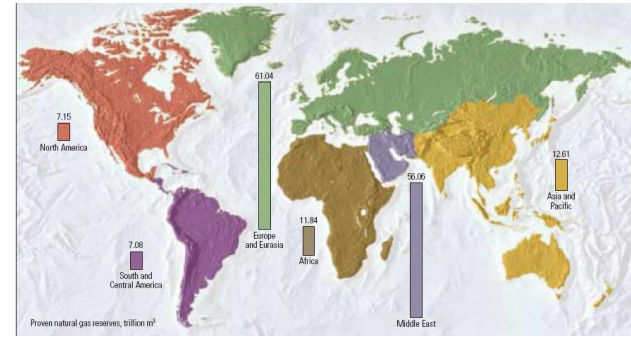 7.15
North America
7.08
South and
Central America
61.04
Europe
and Eurasia
11.84
Africa
56.06
Middle East
12.61
Asia and
Pacific
Proven natural gas reserves, trillion m³